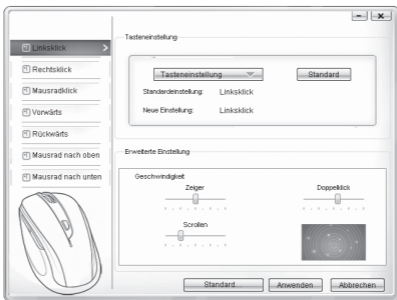 Linksklick
Rechtsklick
Mausradklick
Vorwärts
Rückwärts
Mausrad nach oben
Mausrad nach unten
Tasteneinstellung
Tasteneinstellung
Standard
Standardeinstellung: Linksklick
Neue Einstellung: Linksklick
Erweiterte Einstellung
Geschwindigkeit
Zeiger
Doppelklick
Scrollen
Standard...
Anwenden
Abbrechen